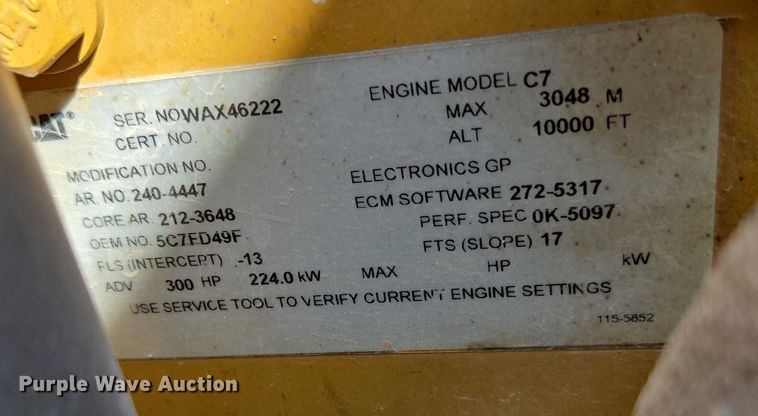 CAT® SER. NO WAX46222 ENGINE MODEL C7
CERT. NO. MAX 3048 M
ALT 10000 FT
MODIFICATION NO. ELECTRONICS GP
AR. NO. 240-4447 ECM SOFTWARE 272-5317
CORE AR. 212-3648 PERF. SPEC 0K-5097
OEM NO. 5C7FD49F FTS (SLOPE) 17
FLS (INTERCEPT) -13
ADV 300 HP 224.0 kW MAX HP kW
USE SERVICE TOOL TO VERIFY CURRENT ENGINE SETTINGS
115-5852
Purple Wave Auction